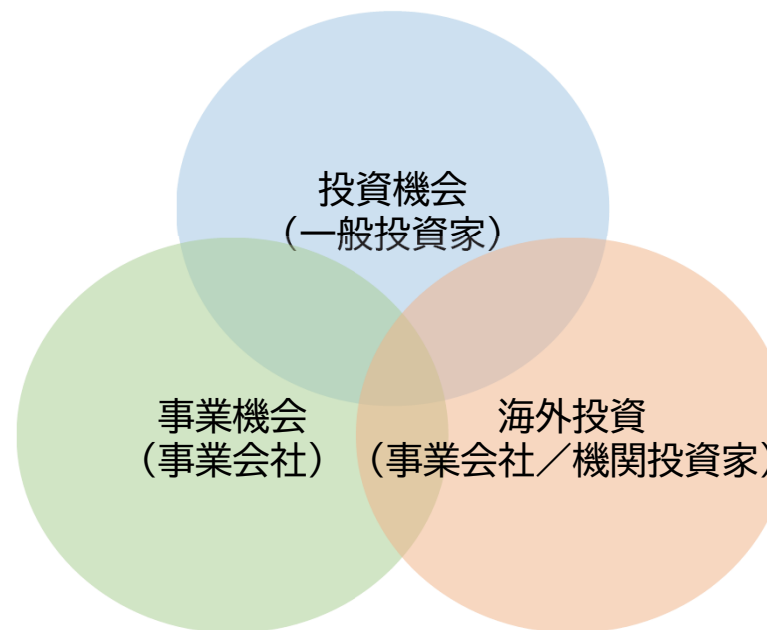 投資機会
（一般投資家）
事業機会
（事業会社）
海外投資
（事業会社／機関投資家）